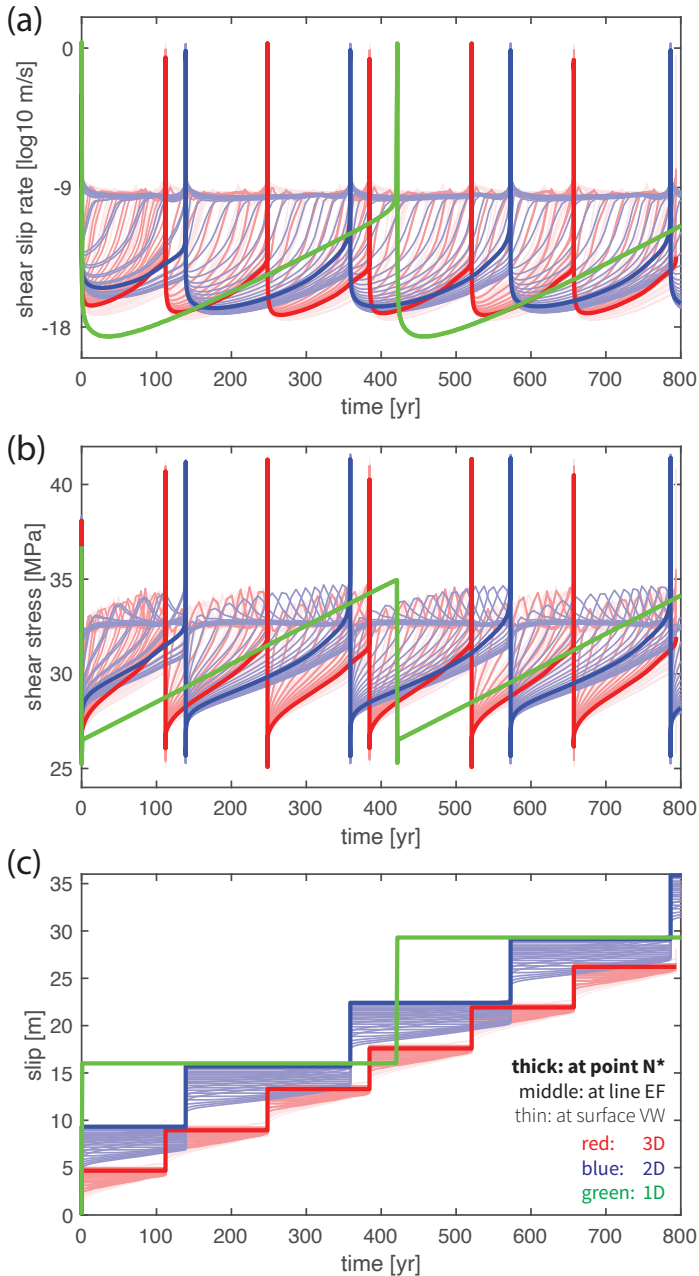 (a)
shear slip rate [log10 m/s]
0
-9
-18
0 100 200 300 400 500 600 700 800
time [yr]
(b)
shear stress [MPa]
40
35
30
25
0 100 200 300 400 500 600 700 800
time [yr]
(c)
slip [m]
35
30
25
20
15
10
5
0
thick: at point N*
middle: at line EF
thin: at surface VW
red: 3D
blue: 2D
green: 1D
0 100 200 300 400 500 600 700 800
time [yr]